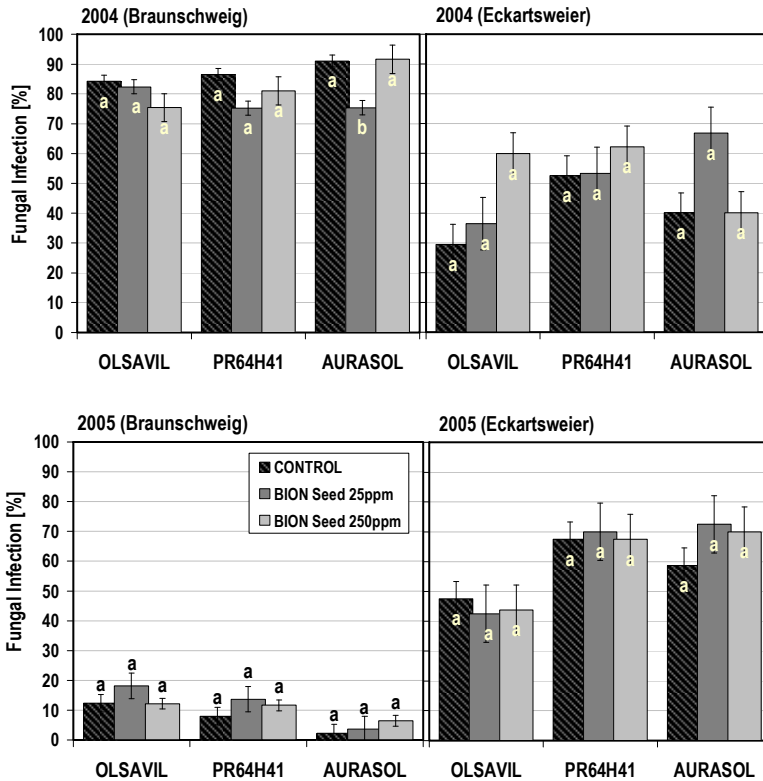 2004 (Braunschweig)
2004 (Eckartsweier)
Fungal Infection [%]
100
90
80
70
60
50
40
30
20
10
0
a a a a a a a b a
a a a a a a a a a
OLSAVIL PR64H41 AURASOL
OLSAVIL PR64H41 AURASOL
2005 (Braunschweig)
2005 (Eckartsweier)
Fungal Infection [%]
100
90
80
70
60
50
40
30
20
10
0
CONTROL
BION Seed 25ppm
BION Seed 250ppm
a a a a a a a a a
a a a a a a a a a
OLSAVIL PR64H41 AURASOL
OLSAVIL PR64H41 AURASOL